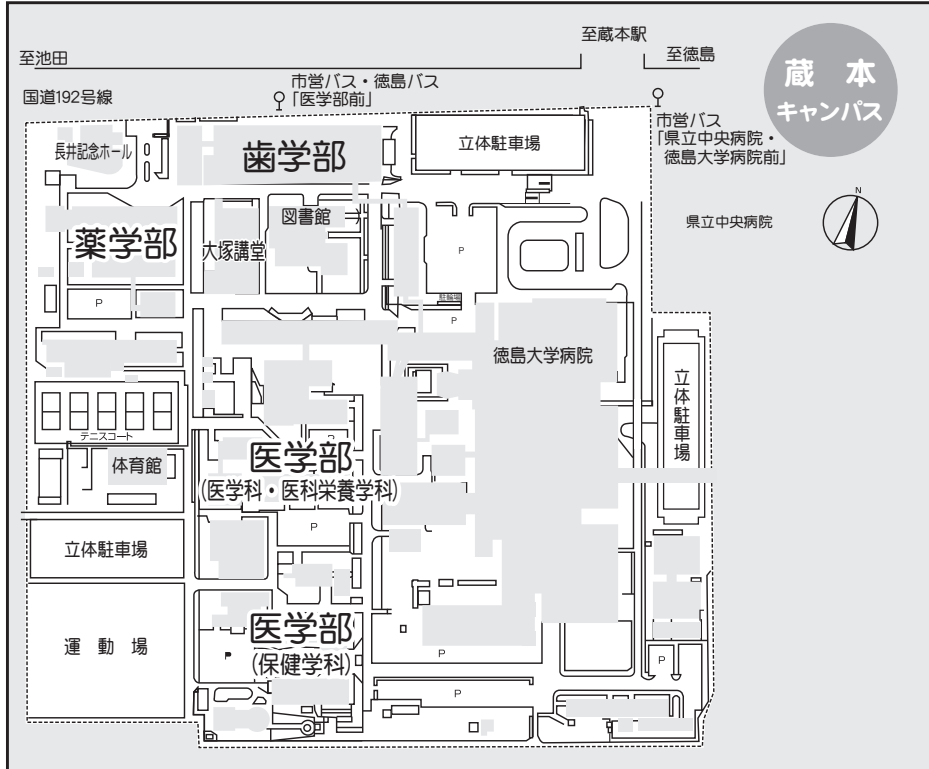 至蔵本駅
至池田
至徳島
蔵本
キャンパス
国道192号線
市営バス・徳島バス
「医学部前」
市営バス
「県立中央病院・
徳島大学病院前」
長井記念ホール
歯学部
立体駐車場
N
図書館
県立中央病院
薬学部
大塚講堂
P
P
駐輪場
P
徳島大学病院
立体駐車場
テニスコート
P
医学部
体育館
(医学科・医科栄養学科)
P
立体駐車場
医学部
運動場
P
P
(保健学科)
P
P